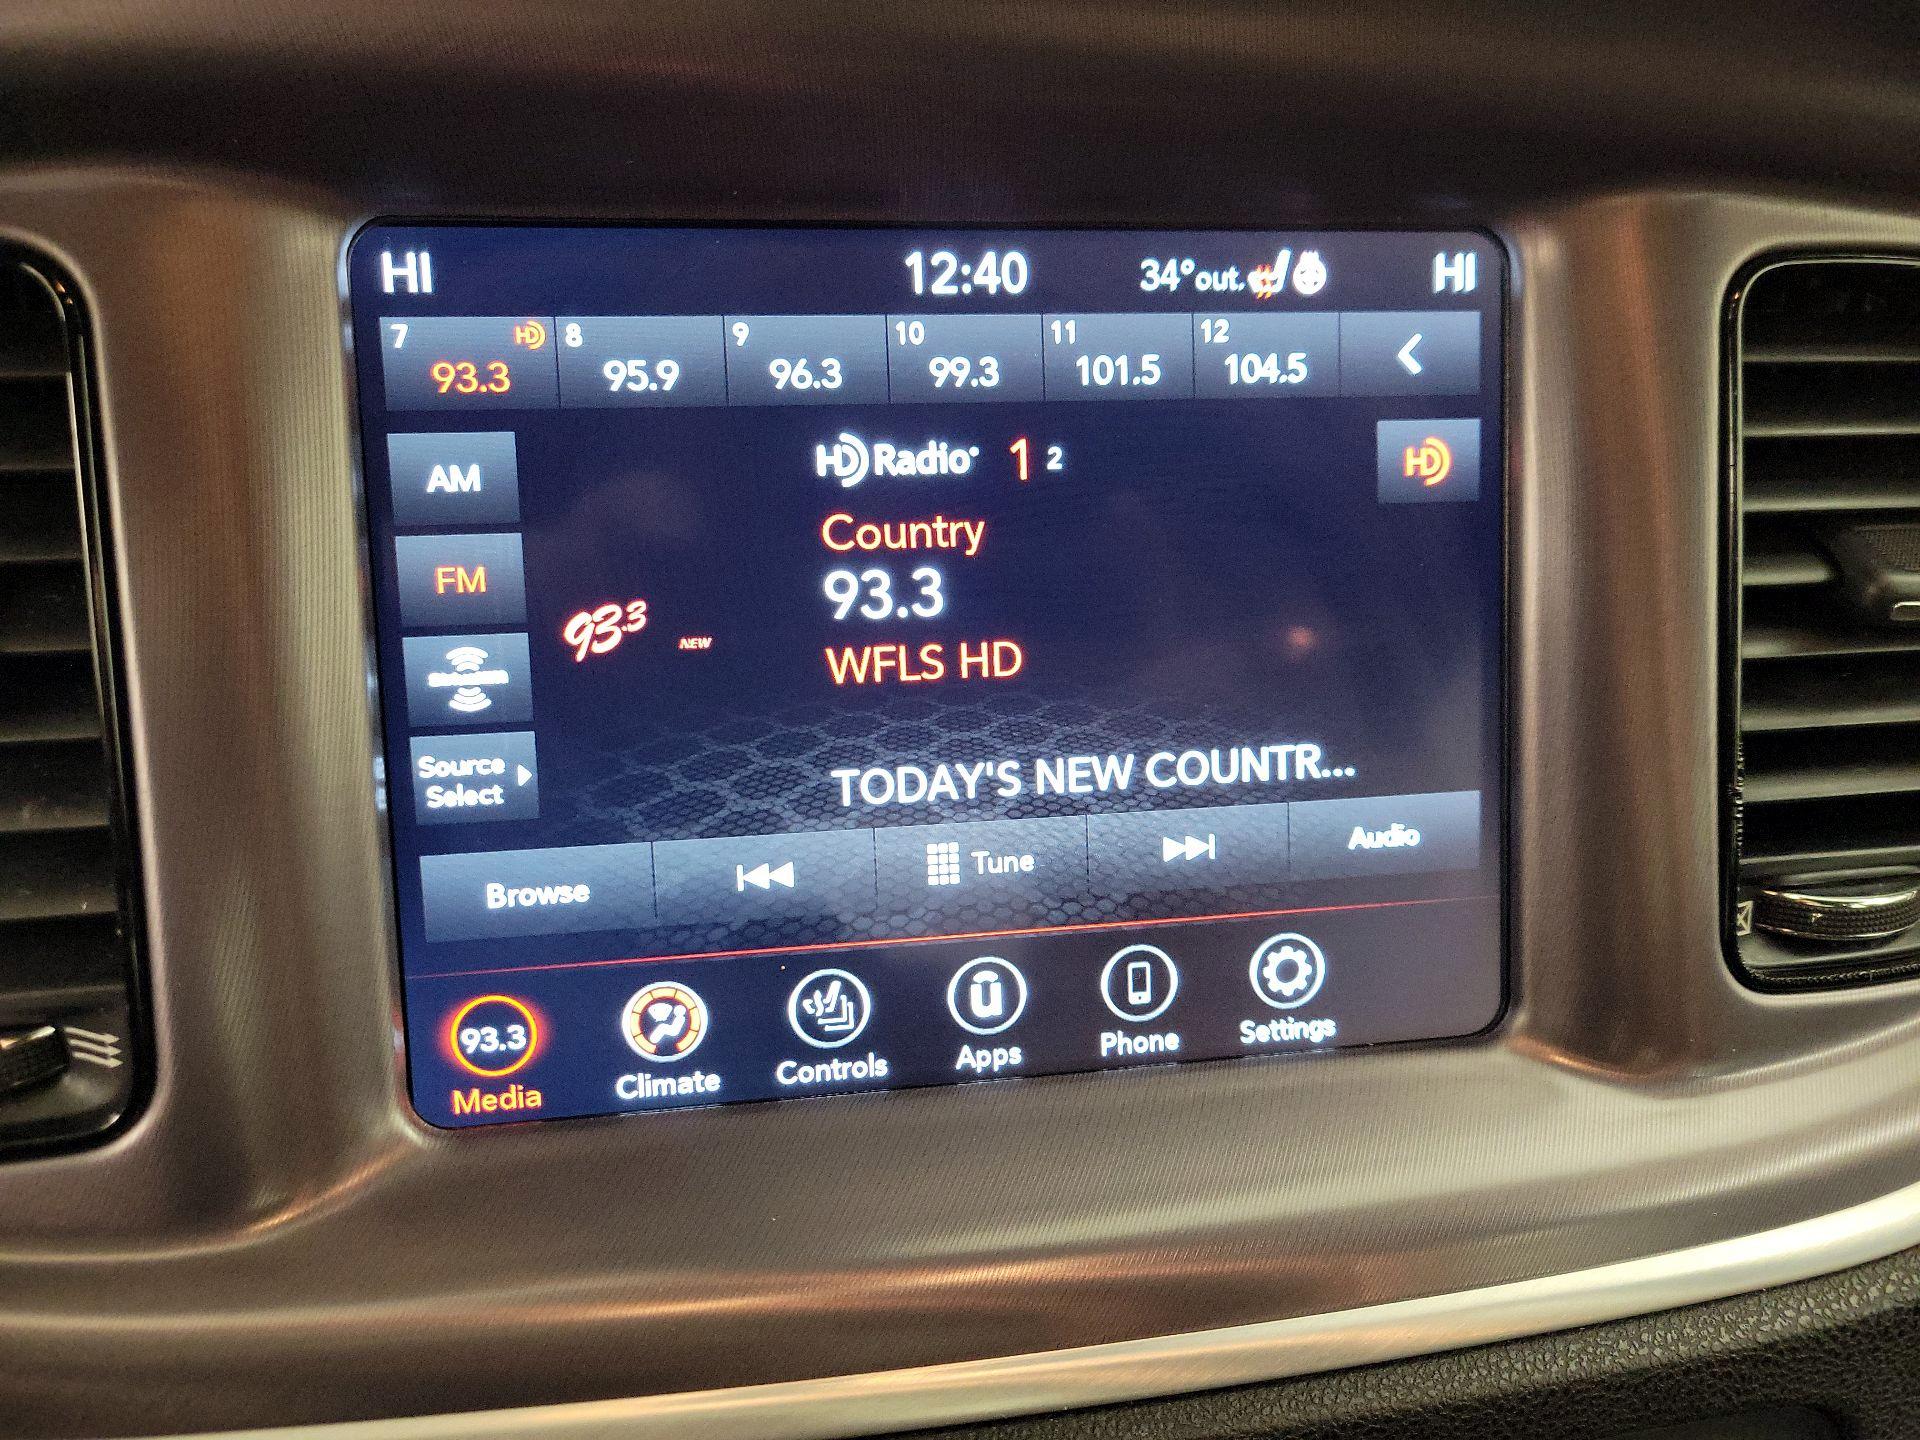 HI 12:40 34°out. HI
7 HD 8 9 10 11 12
93.3 95.9 96.3 99.3 101.5 104.5
AM
HD Radio 1 2
HD
Country
FM
93.3
93.3 NEW
WFLS HD
Source
Select
TODAY'S NEW COUNTR...
Browse Tune Audio
93.3 u
Media Climate Controls Apps Phone Settings